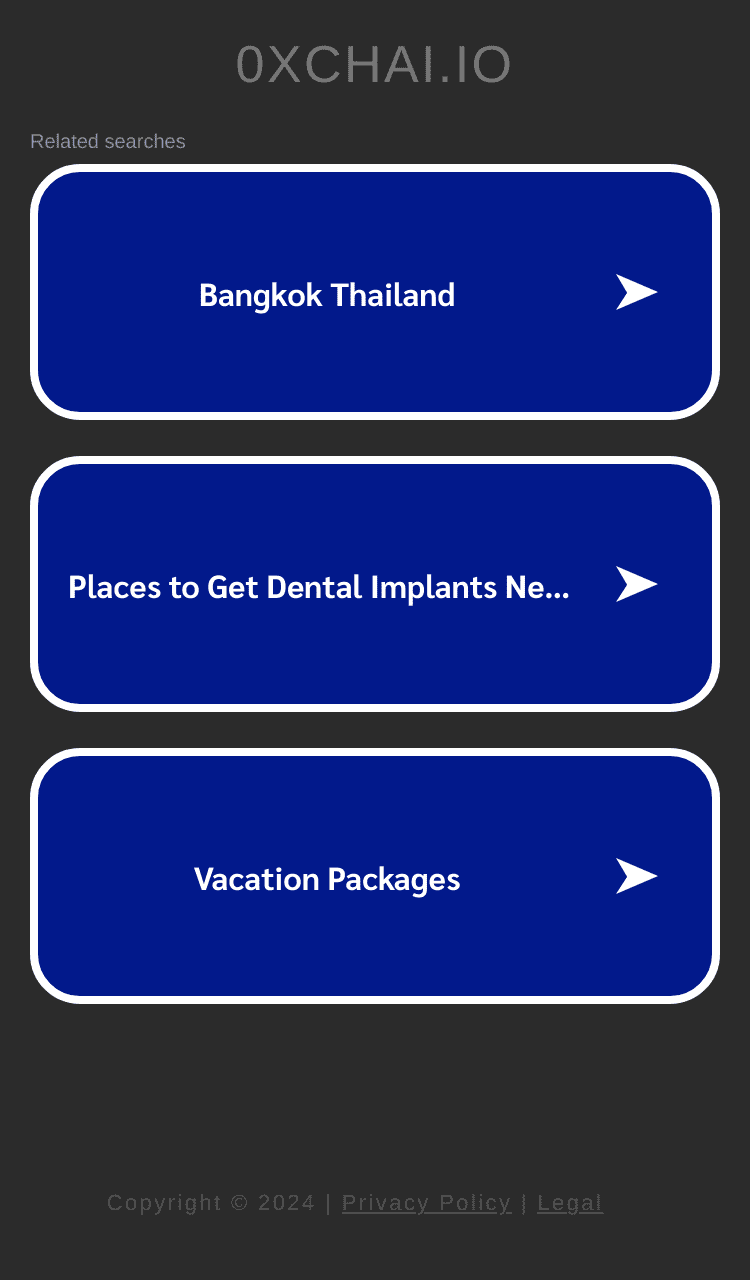 0XCHAI.IO
Related searches
Bangkok Thailand
Places to Get Dental Implants Ne...
Vacation Packages
Copyright © 2024 | Privacy Policy | Legal